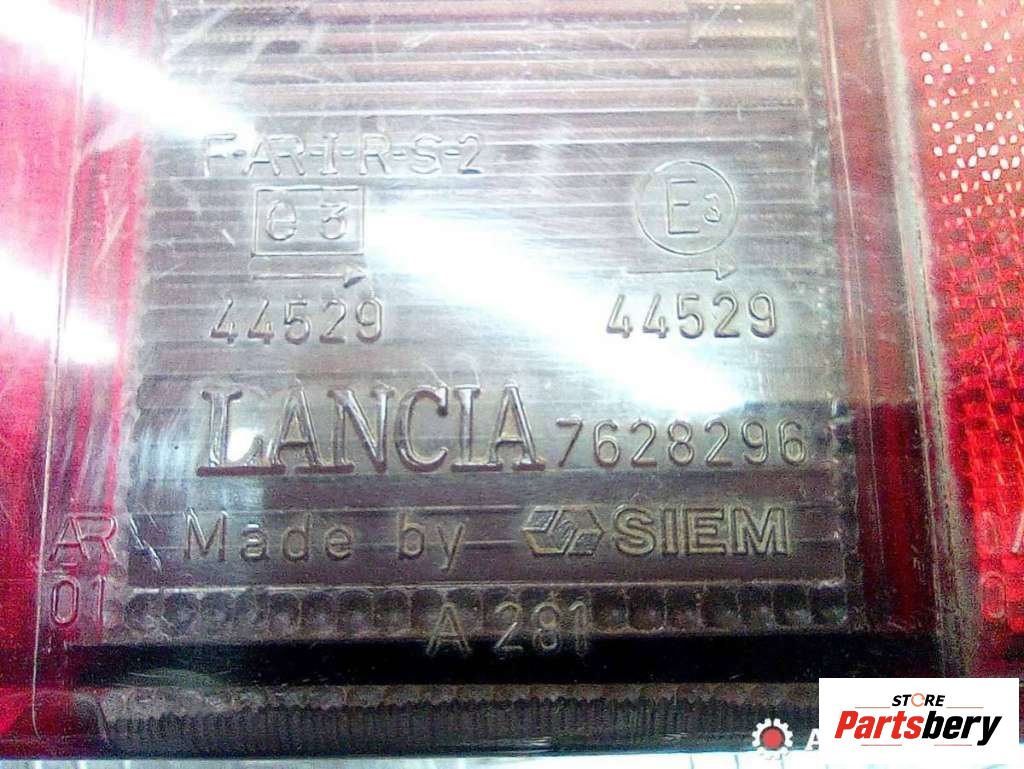 F-AR-I-R-S-2
e 3 E3
44529 44529
LANCIA 7628296
AR Made by SIEM
01
A 281
STORE
Partsbery